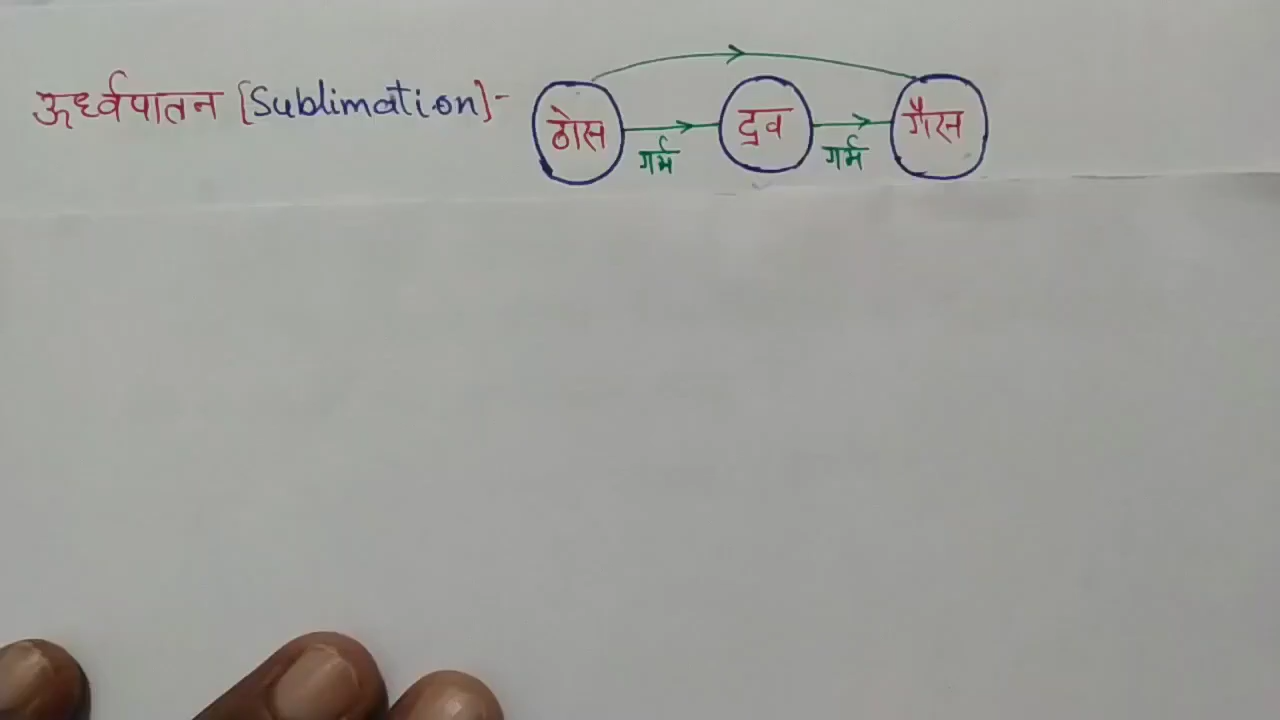 ऊर्ध्वपातन [Sublimation]- ठोस द्रव गैस
गर्म गर्म